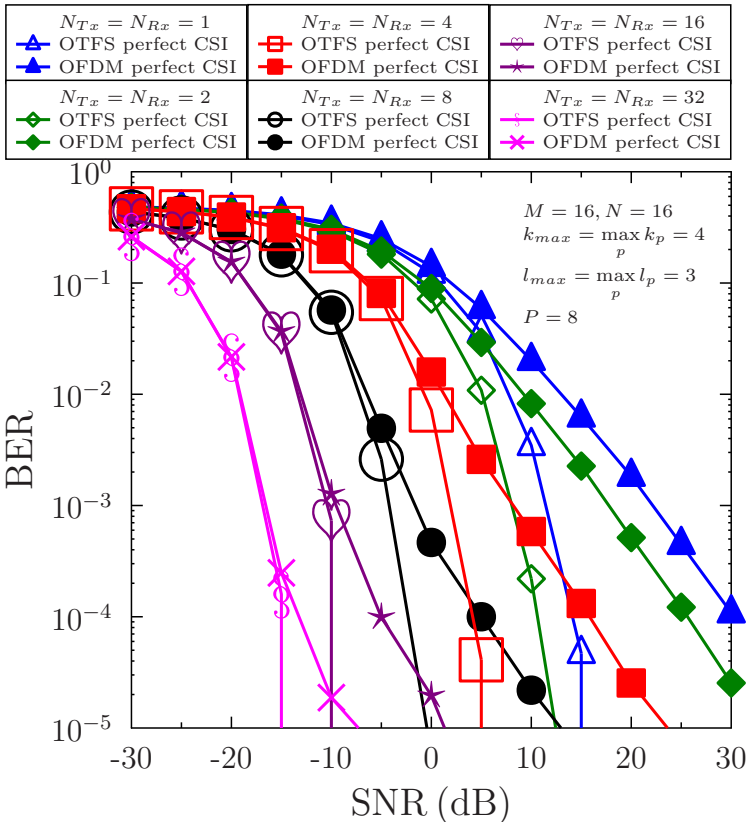 N_{Tx} = N_{Rx} = 1
OTFS perfect CSI
OFDM perfect CSI
N_{Tx} = N_{Rx} = 4
OTFS perfect CSI
OFDM perfect CSI
N_{Tx} = N_{Rx} = 16
OTFS perfect CSI
OFDM perfect CSI
N_{Tx} = N_{Rx} = 2
OTFS perfect CSI
OFDM perfect CSI
N_{Tx} = N_{Rx} = 8
OTFS perfect CSI
OFDM perfect CSI
N_{Tx} = N_{Rx} = 32
OTFS perfect CSI
OFDM perfect CSI
M = 16, N = 16
k_{max} = \max_p k_p = 4
l_{max} = \max_p l_p = 3
P = 8
BER
10^0
10^{-1}
10^{-2}
10^{-3}
10^{-4}
10^{-5}
-30 -20 -10 0 10 20 30
SNR (dB)